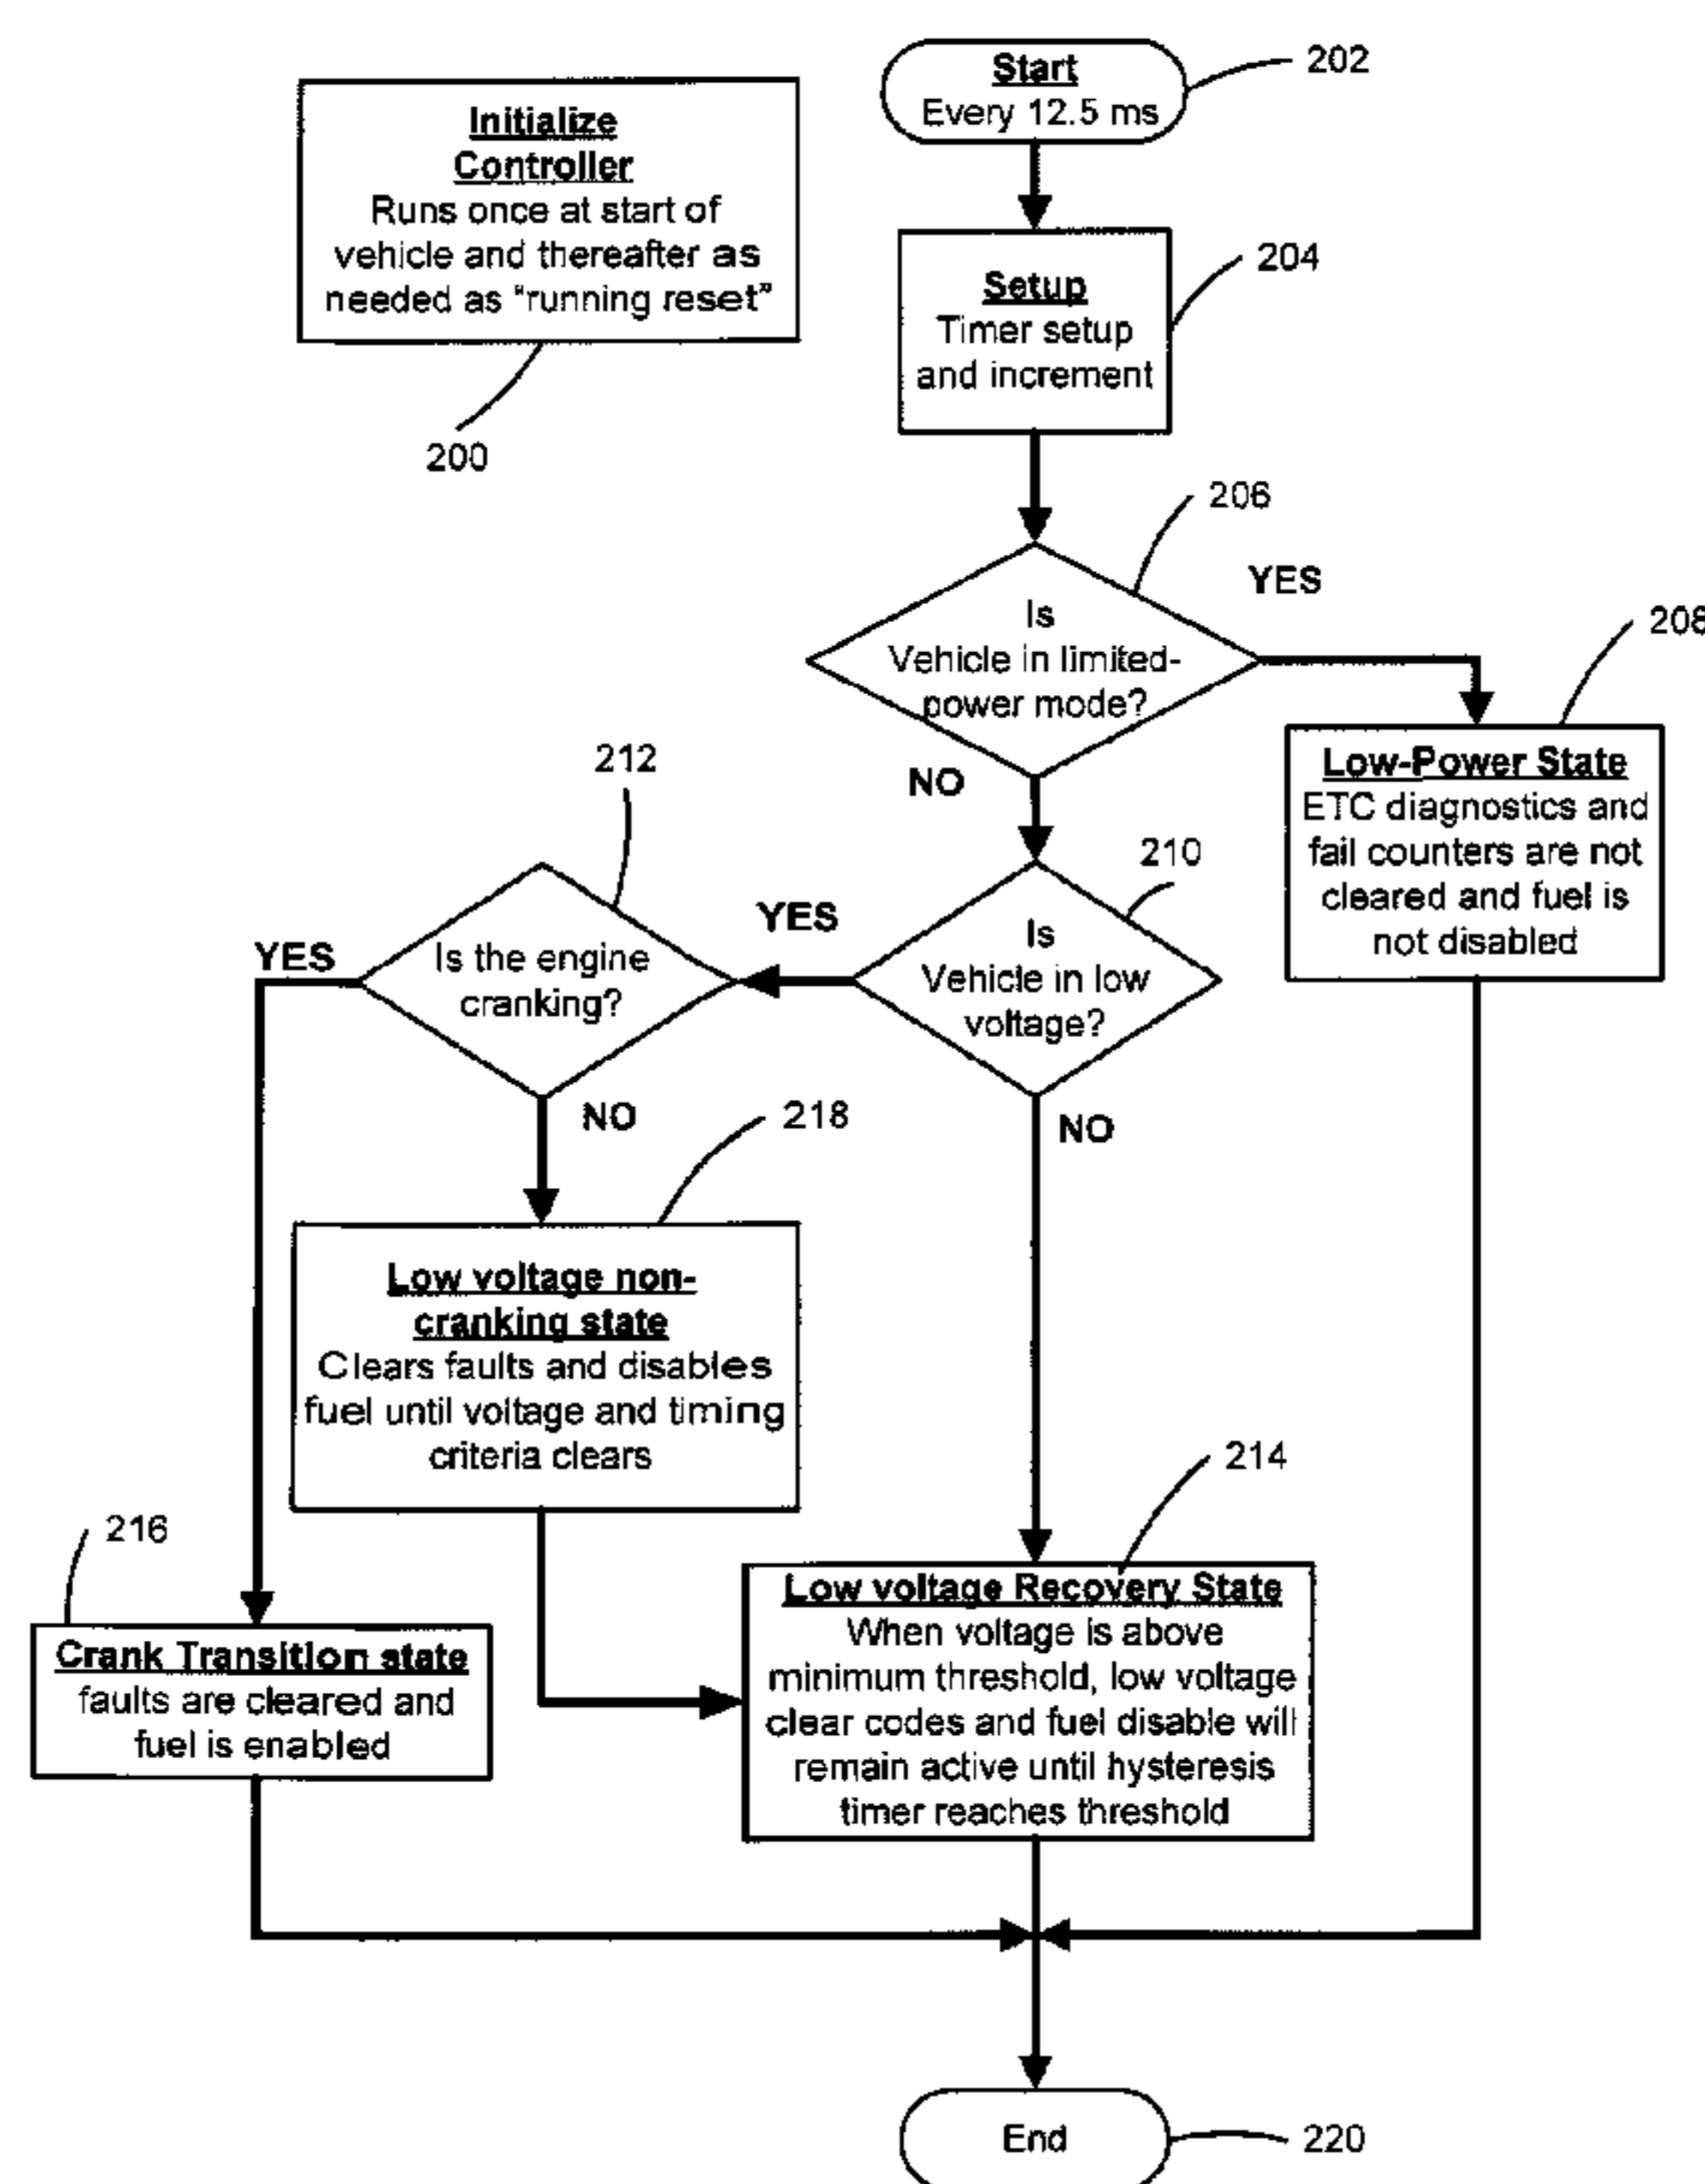 Start
Every 12.5 ms
202
Initialize
Controller
Runs once at start of
vehicle and thereafter as
needed as "running reset"
200
Setup
Timer setup
and increment
204
206
Is
Vehicle in limited-
power mode?
YES
NO
208
Low-Power State
ETC diagnostics and
fail counters are not
cleared and fuel is
not disabled
210
Is
Vehicle in low
voltage?
YES
NO
212
Is the engine
cranking?
YES
NO
218
Low voltage non-
cranking state
Clears faults and disables
fuel until voltage and timing
criteria clears
214
Low voltage Recovery State
When voltage is above
minimum threshold, low voltage
clear codes and fuel disable will
remain active until hysteresis
timer reaches threshold
216
Crank Transition state
faults are cleared and
fuel is enabled
End
220